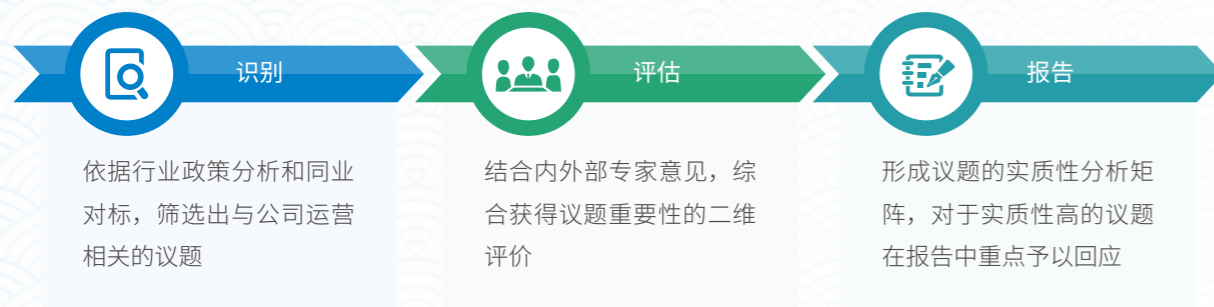 识别
依据行业政策分析和同业
对标，筛选出与公司运营
相关的议题
评估
结合内外部专家意见，综
合获得议题重要性的二维
评价
报告
形成议题的实质性分析矩
阵，对于实质性高的议题
在报告中重点予以回应